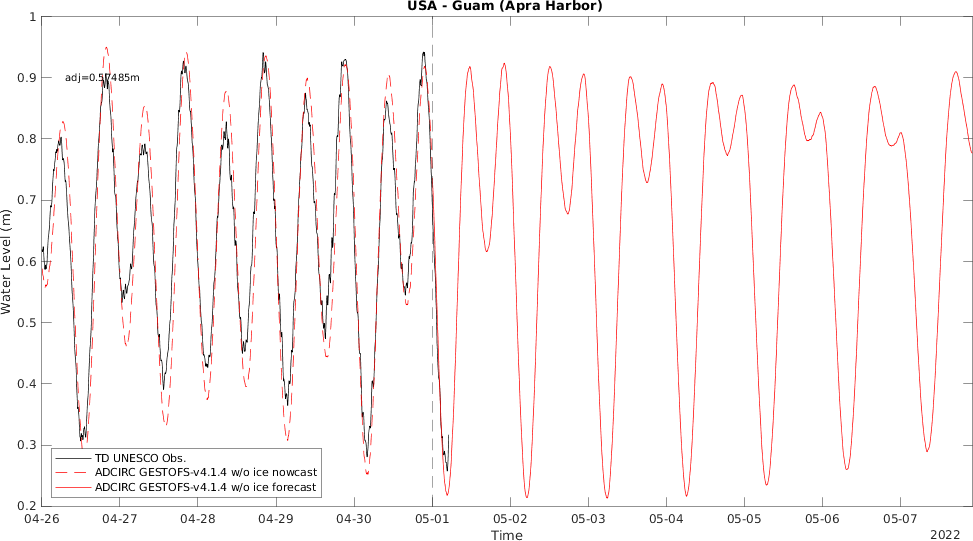 USA - Guam (Apra Harbor)
1
0.9
0.8
0.7
0.6
0.5
0.4
0.3
0.2
Water Level (m)
adj=0.57485m
TD UNESCO Obs.
ADCIRC GESTOFS-v4.1.4 w/o ice nowcast
ADCIRC GESTOFS-v4.1.4 w/o ice forecast
04-26 04-27 04-28 04-29 04-30 05-01 05-02 05-03 05-04 05-05 05-06 05-07
Time
2022